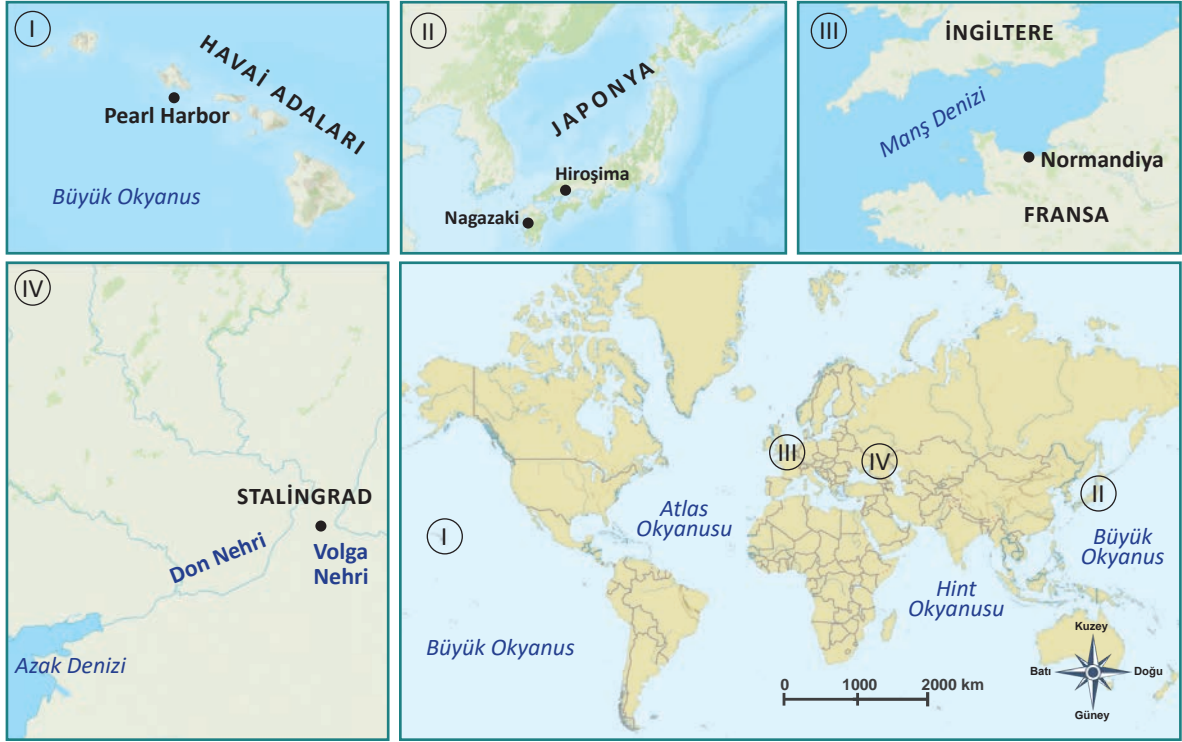 I
HAVAİ ADALARI
Pearl Harbor
Büyük Okyanus
II
JAPONYA
Hiroşima
Nagazaki
III
İNGİLTERE
Manş Denizi
Normandiya
FRANSA
IV
STALİNGRAD
Don Nehri
Volga
Nehri
Azak Denizi
III
IV
II
I
Atlas
Okyanusu
Büyük
Okyanus
Hint
Okyanusu
Büyük Okyanus
Kuzey
Batı
Doğu
Güney
0 1000 2000 km